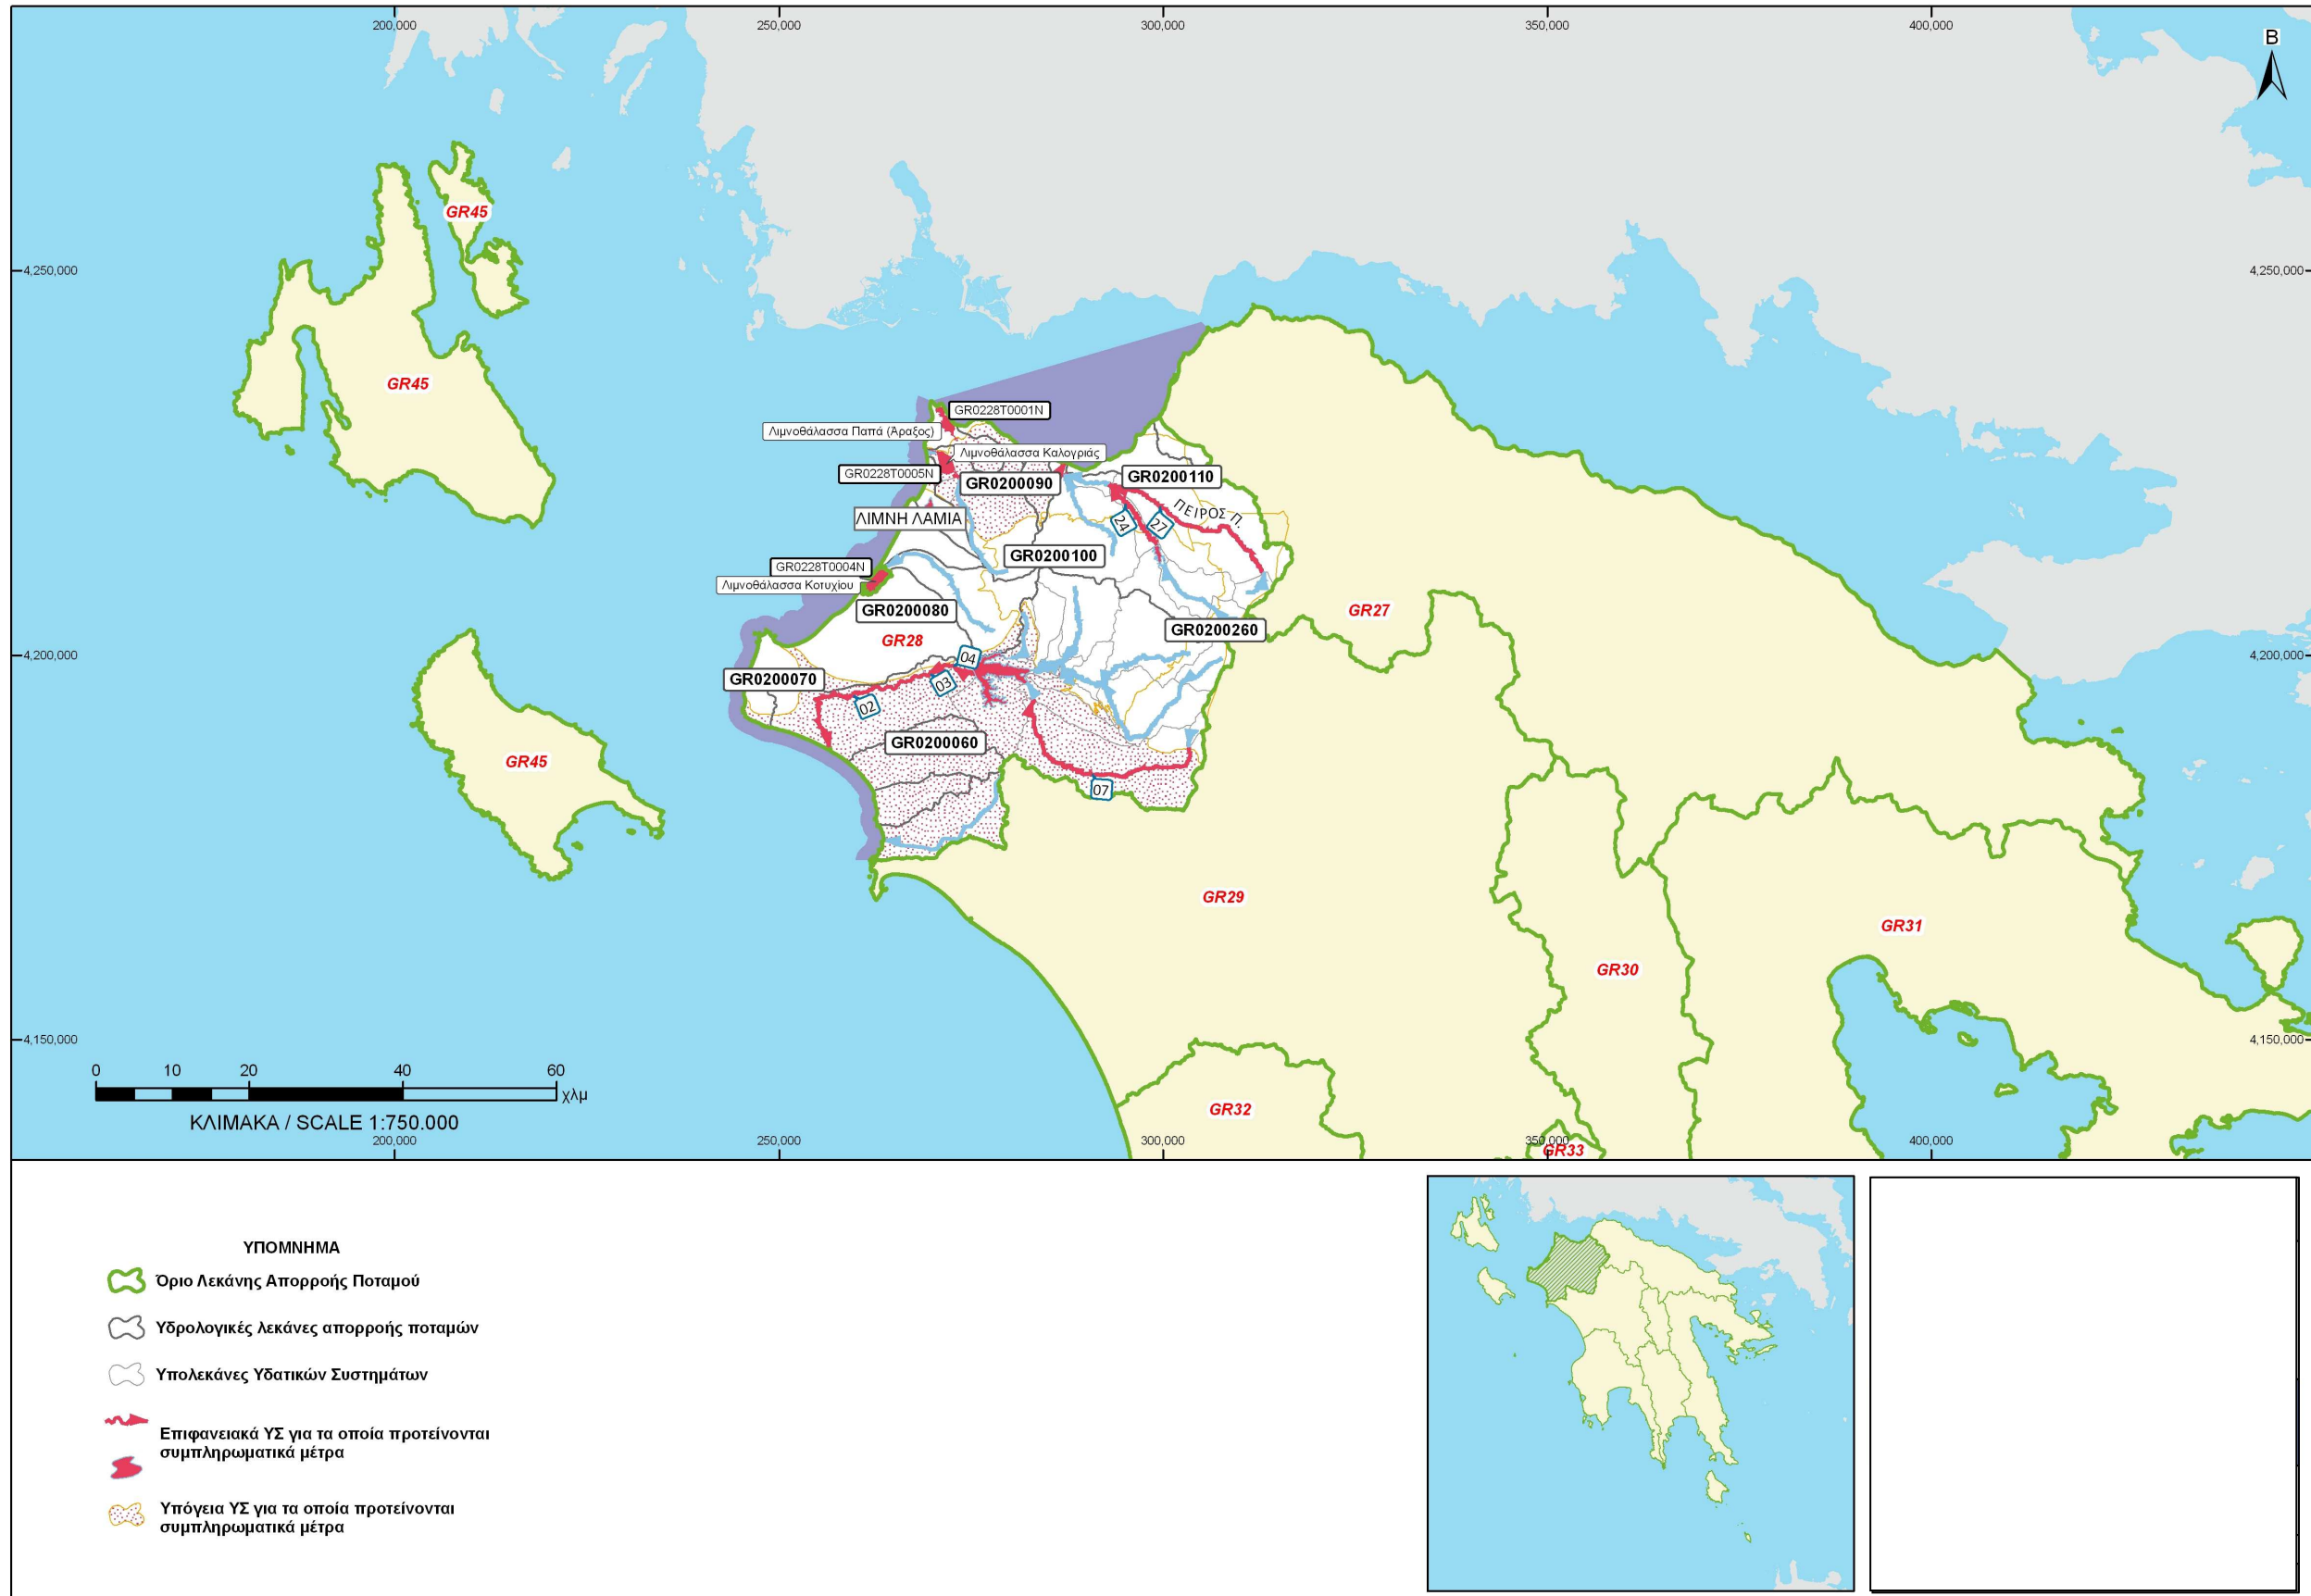 200,000
250,000
300,000
350,000
400,000
Β
GR45
4,250,000
4,250,000
GR45
GR0228T0001N
Λιμνοθάλασσα Παπά (Άραξος)
Λιμνοθάλασσα Καλογριάς
GR0228T0005N
GR0200090
GR0200110
ΠΕΙΡΟΣ Π.
24
27
ΛΙΜΝΗ ΛΑΜΙΑ
GR0200100
GR0228T0004N
Λιμνοθάλασσα Κοτυχίου
GR0200080
GR27
GR0200260
GR28
4,200,000
4,200,000
04
03
GR0200070
02
GR0200060
GR45
07
GR29
GR31
GR30
4,150,000
4,150,000
0
10
20
40
60
χλμ
ΚΛΙΜΑΚΑ / SCALE 1:750.000
GR32
200,000
250,000
300,000
350,000
400,000
GR33
ΥΠΟΜΝΗΜΑ
Όριο Λεκάνης Απορροής Ποταμού
Υδρολογικές λεκάνες απορροής ποταμών
Υπολεκάνες Υδατικών Συστημάτων
Επιφανειακά ΥΣ για τα οποία προτείνονται
συμπληρωματικά μέτρα
Υπόγεια ΥΣ για τα οποία προτείνονται
συμπληρωματικά μέτρα